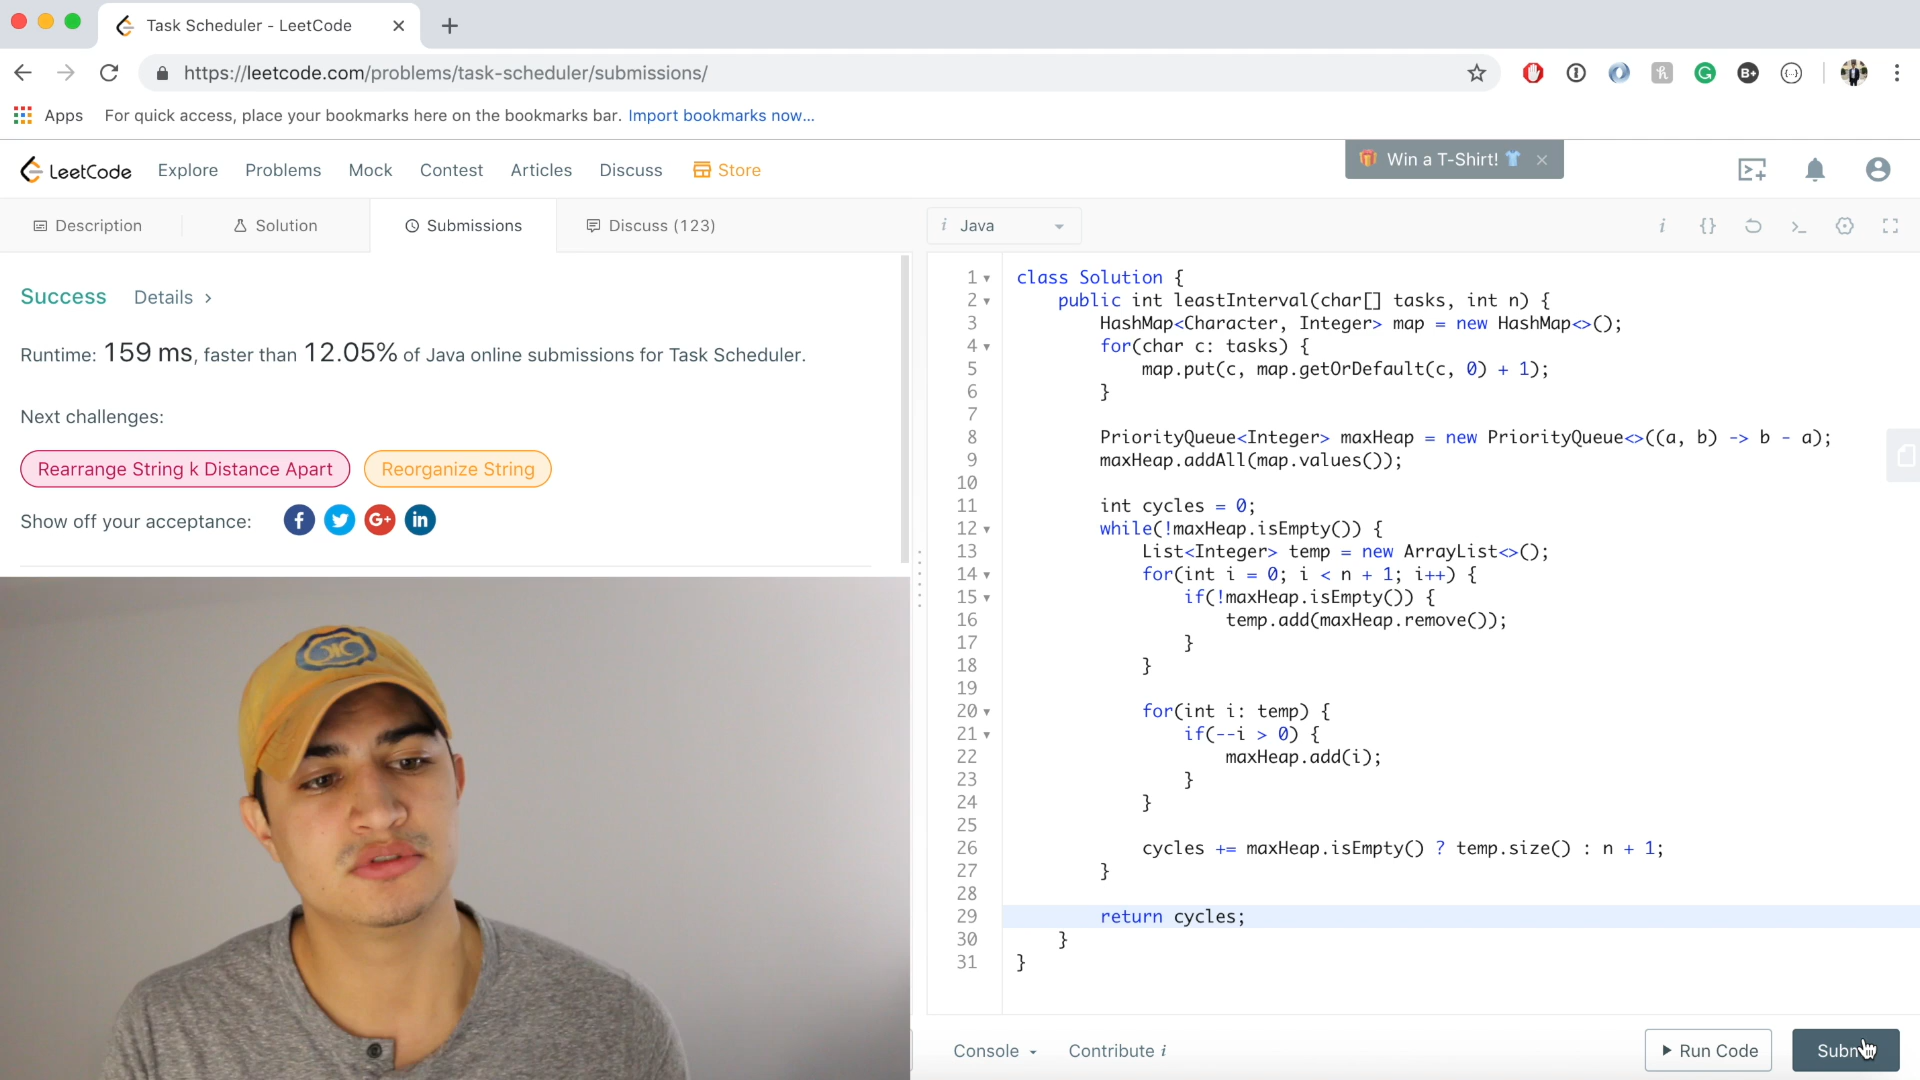 Task Scheduler - LeetCode
https://leetcode.com/problems/task-scheduler/submissions/
Apps For quick access, place your bookmarks here on the bookmarks bar. Import bookmarks now...
LeetCode Explore Problems Mock Contest Articles Discuss Store
Win a T-Shirt!
Description Solution Submissions Discuss (123)
Success Details >
Runtime: 159 ms, faster than 12.05% of Java online submissions for Task Scheduler.
Next challenges:
Rearrange String k Distance Apart Reorganize String
Show off your acceptance: f G+ in
i Java
i {} >_
1 class Solution {
2 public int leastInterval(char[] tasks, int n) {
3 HashMap<Character, Integer> map = new HashMap<>();
4 for(char c: tasks) {
5 map.put(c, map.getOrDefault(c, 0) + 1);
6 }
7
8 PriorityQueue<Integer> maxHeap = new PriorityQueue<>((a, b) -> b - a);
9 maxHeap.addAll(map.values());
10
11 int cycles = 0;
12 while(!maxHeap.isEmpty()) {
13 List<Integer> temp = new ArrayList<>();
14 for(int i = 0; i < n + 1; i++) {
15 if(!maxHeap.isEmpty()) {
16 temp.add(maxHeap.remove());
17 }
18 }
19
20 for(int i: temp) {
21 if(--i > 0) {
22 maxHeap.add(i);
23 }
24 }
25
26 cycles += maxHeap.isEmpty() ? temp.size() : n + 1;
27 }
28
29 return cycles;
30 }
31 }
Console Contribute i
Run Code